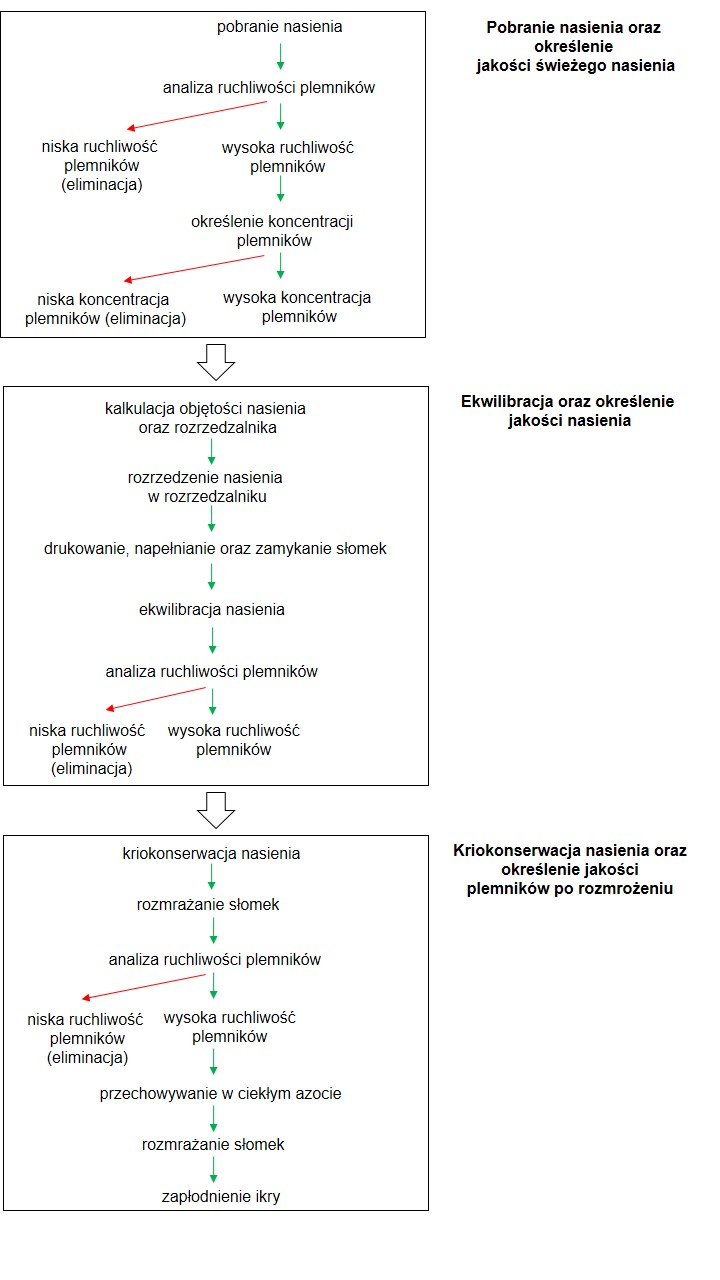 pobranie nasienia
Pobranie nasienia oraz
określenie
jakości świeżego nasienia
analiza ruchliwości plemników
niska ruchliwość
plemników
(eliminacja)
wysoka ruchliwość
plemników
określenie koncentracji
plemników
niska koncentracja
plemników (eliminacja)
wysoka koncentracja
plemników
Ekwilibracja oraz określenie
jakości nasienia
kalkulacja objętości nasienia
oraz rozrzedzalnika
rozrzedzenie nasienia
w rozrzedzalniku
drukowanie, napełnianie oraz zamykanie słomek
ekwilibracja nasienia
analiza ruchliwości plemników
niska ruchliwość
plemników
(eliminacja)
wysoka ruchliwość
plemników
Kriokonserwacja nasienia oraz
określenie jakości
plemników po rozmrożeniu
kriokonserwacja nasienia
rozmrażanie słomek
analiza ruchliwości plemników
niska ruchliwość
plemników
(eliminacja)
wysoka ruchliwość
plemników
przechowywanie w ciekłym azocie
rozmrażanie słomek
zapłodnienie ikry